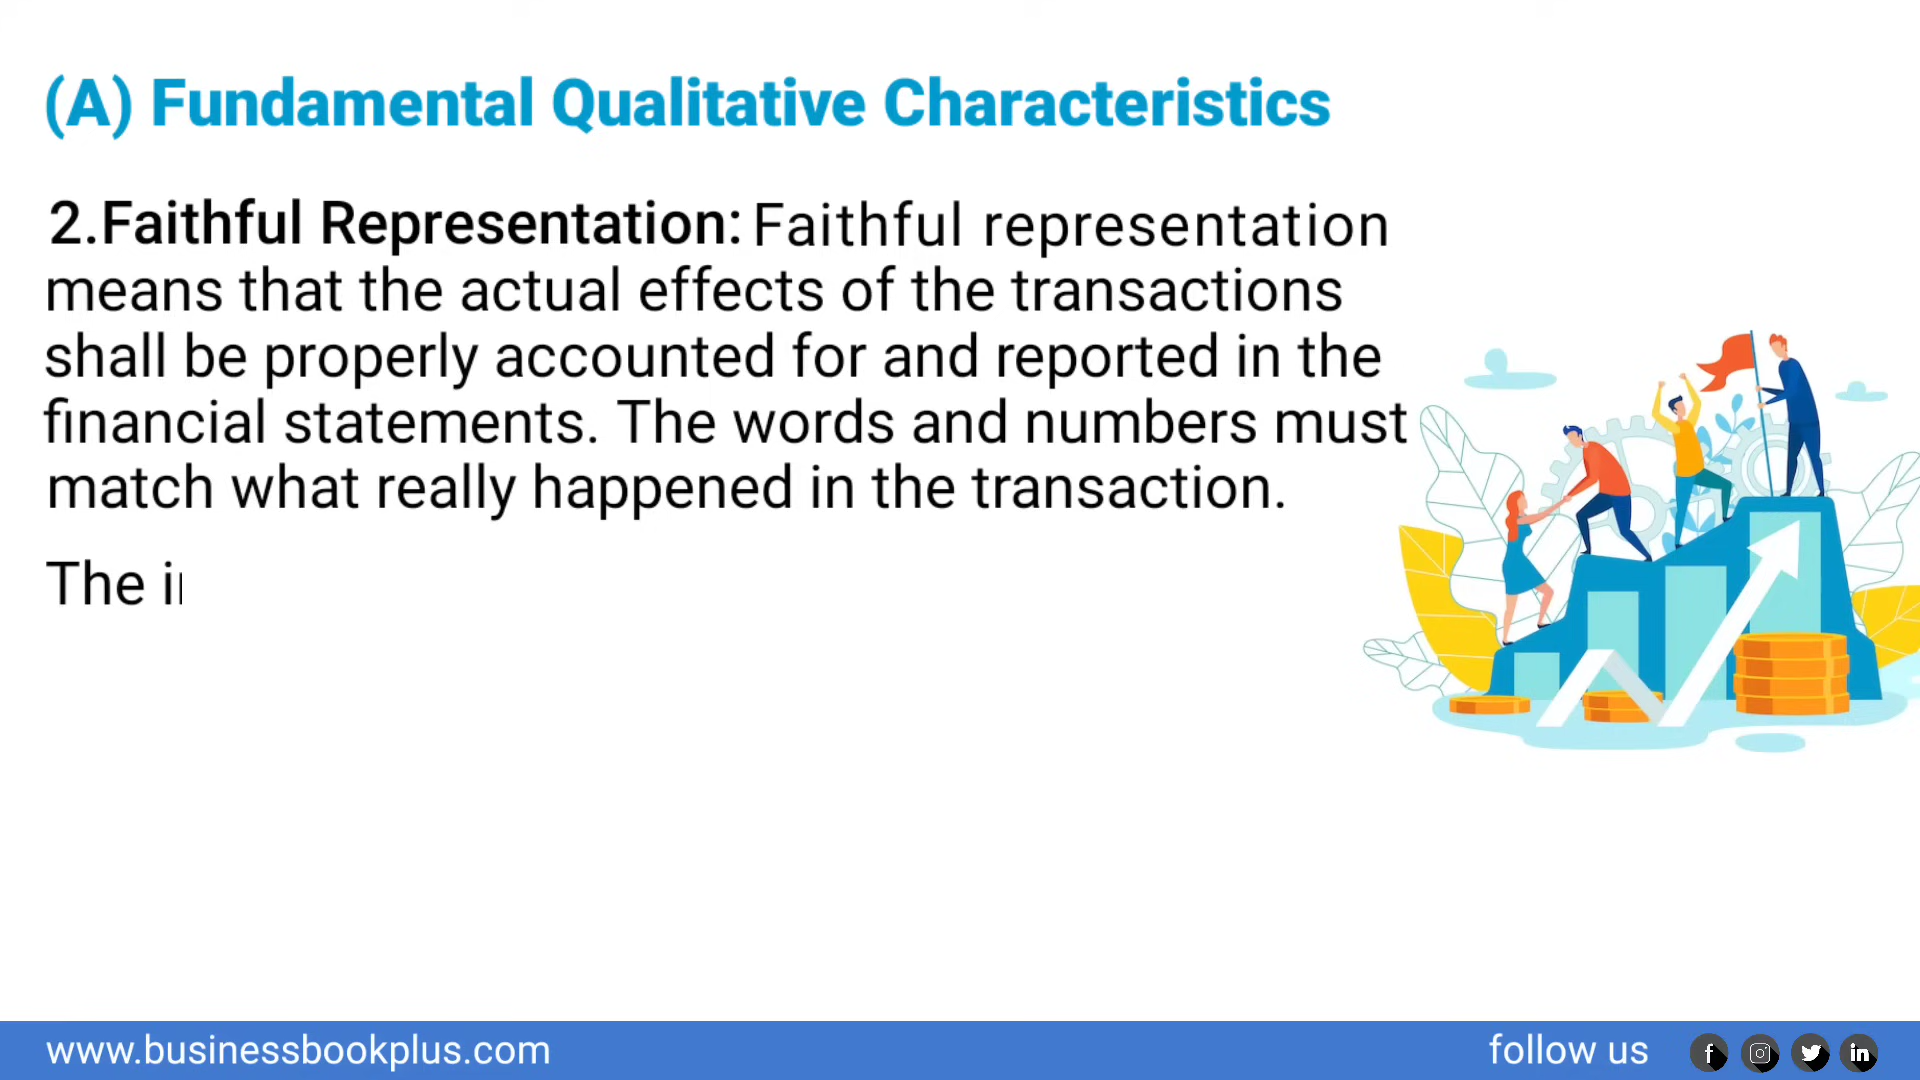 (A) Fundamental Qualitative Characteristics
2.Faithful Representation: Faithful representation
means that the actual effects of the transactions
shall be properly accounted for and reported in the
financial statements. The words and numbers must
match what really happened in the transaction.
The
www.businessbookplus.com follow us